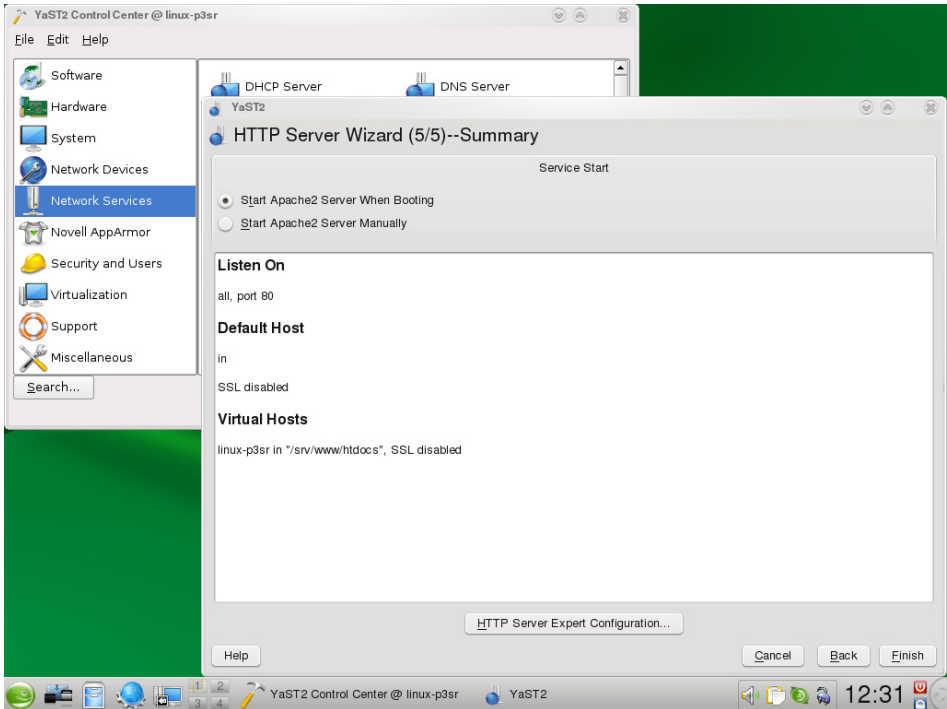 YaST2 Control Center @ linux-p3sr
File Edit Help
Software
Hardware
System
Network Devices
Network Services
Novell AppArmor
Security and Users
Virtualization
Support
Miscellaneous
Search...
DHCP Server DNS Server
YaST2
HTTP Server Wizard (5/5)--Summary
Service Start
Start Apache2 Server When Booting
Start Apache2 Server Manually
Listen On
all, port 80
Default Host
in
SSL disabled
Virtual Hosts
linux-p3sr in "/srv/www/htdocs", SSL disabled
HTTP Server Expert Configuration...
Help Cancel Back Finish
1 2
3 4
YaST2 Control Center @ linux-p3sr YaST2 12:31